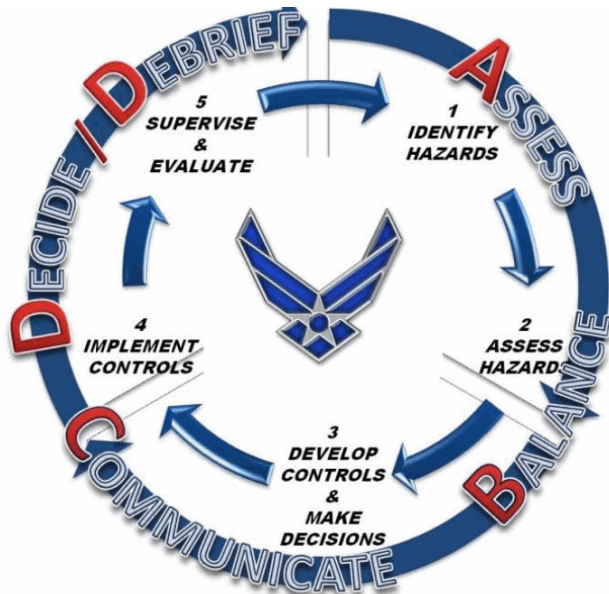 ASSESS
BALANCE
COMMUNICATE
DECIDE / DEBRIEF
1
IDENTIFY
HAZARDS
2
ASSESS
HAZARDS
3
DEVELOP
CONTROLS
&
MAKE
DECISIONS
4
IMPLEMENT
CONTROLS
5
SUPERVISE
&
EVALUATE